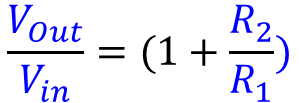 V_Out/V_in = (1 + R_2/R_1)